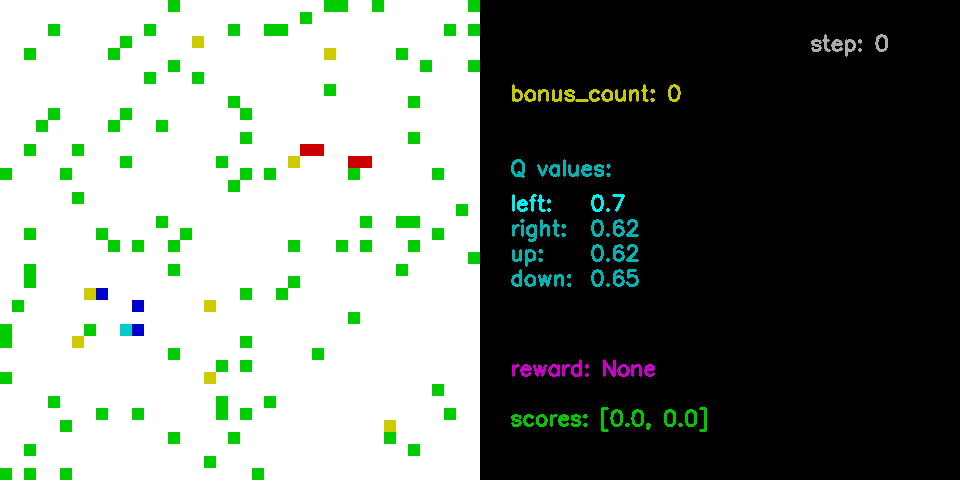 step: 0
bonus_count: 0
Q values:
left: 0.7
right: 0.62
up: 0.62
down: 0.65
reward: None
scores: [0.0, 0.0]